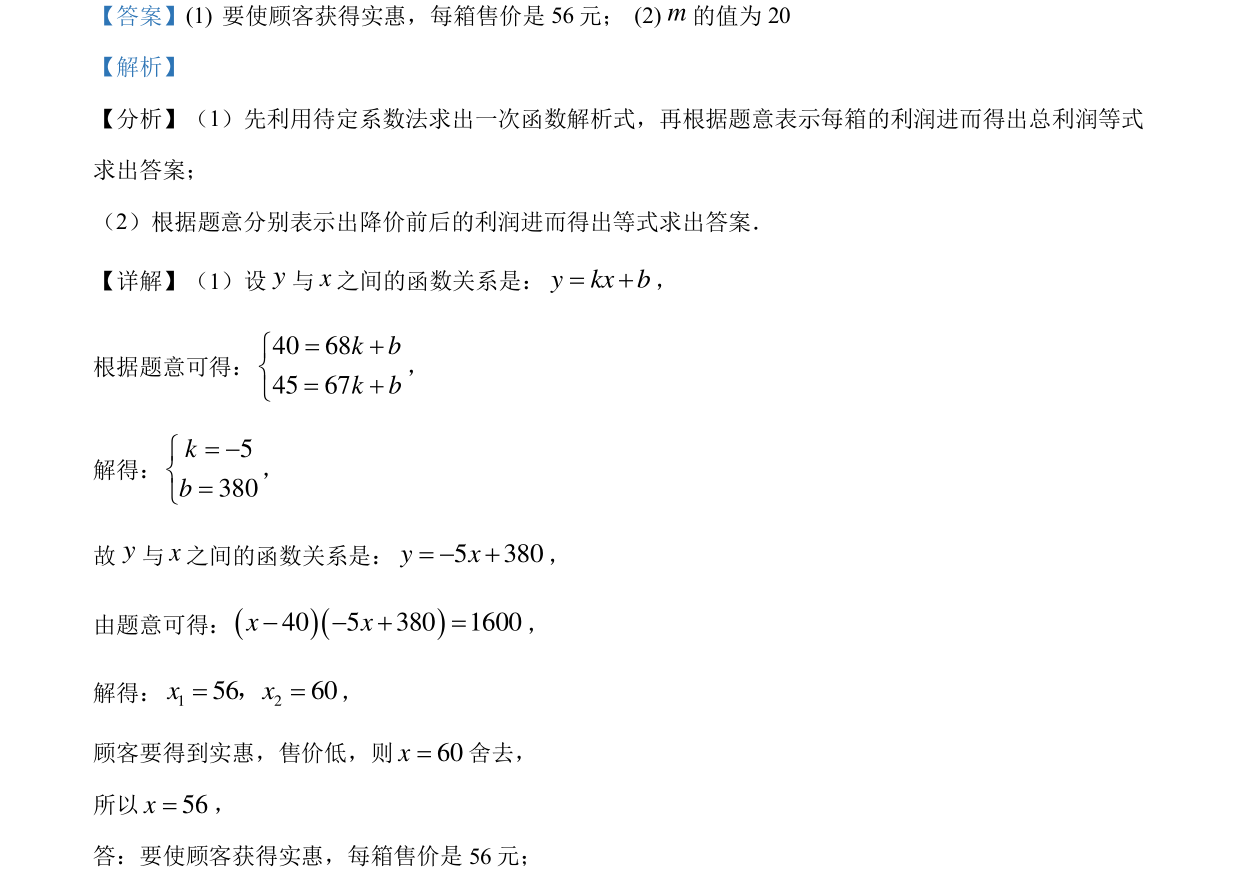 【答案】(1) 要使顾客获得实惠，每箱售价是 56 元； (2) m 的值为 20
【解析】
【分析】（1）先利用待定系数法求出一次函数解析式，再根据题意表示每箱的利润进而得出总利润等式
求出答案；
（2）根据题意分别表示出降价前后的利润进而得出等式求出答案．
【详解】（1）设 y 与 x 之间的函数关系是： y = kx + b，
根据题意可得：{40 = 68k + b
45 = 67k + b，
解得：{k = −5
b = 380，
故 y 与 x 之间的函数关系是： y = −5x + 380，
由题意可得：(x − 40)(−5x + 380) = 1600，
解得： x₁ = 56，x₂ = 60，
顾客要得到实惠，售价低，则 x = 60 舍去，
所以 x = 56，
答：要使顾客获得实惠，每箱售价是 56 元；